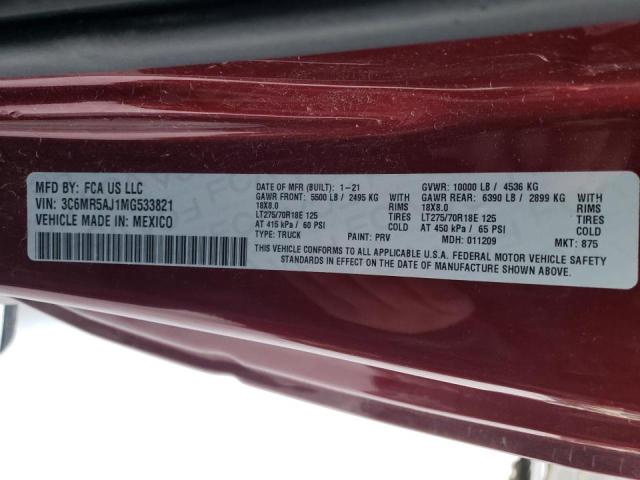 MFD BY: FCA US LLC
VIN: 3C6MR5AJ1MG533821
VEHICLE MADE IN: MEXICO
DATE OF MFR (BUILT): 1-21 GVWR: 10000 LB / 4536 KG
GAWR FRONT: 5500 LB / 2495 KG WITH GAWR REAR: 6390 LB / 2899 KG WITH
18X8.0 RIMS 18X8.0 RIMS
LT275/70R18E 125 TIRES LT275/70R18E 125 TIRES
AT 415 kPa / 60 PSI COLD AT 450 kPa / 65 PSI COLD
TYPE: TRUCK PAINT: PRV MDH: 011209 MKT: 875
THIS VEHICLE CONFORMS TO ALL APPLICABLE U.S.A. FEDERAL MOTOR VEHICLE SAFETY
STANDARDS IN EFFECT ON THE DATE OF MANUFACTURE SHOWN ABOVE.